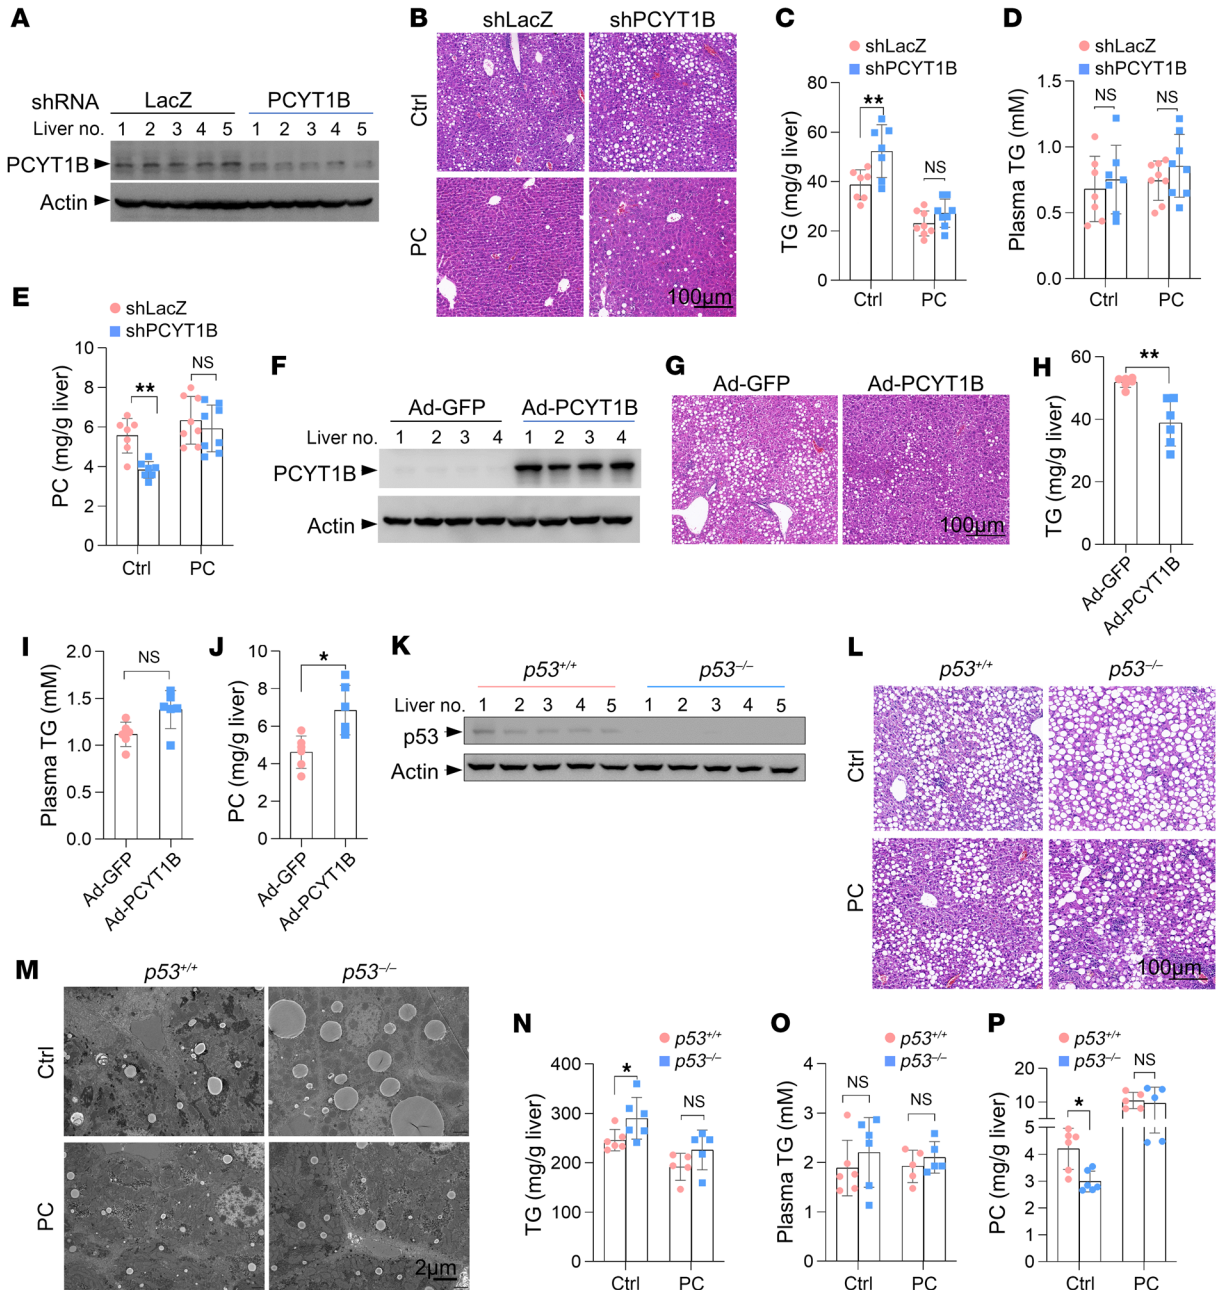 A
shRNA LacZ PCYT1B
Liver no. 1 2 3 4 5 1 2 3 4 5
PCYT1B
Actin
B
shLacZ shPCYT1B
Ctrl
PC
100μm
C
shLacZ
shPCYT1B
TG (mg/g liver)
80
60
40
20
0
**
NS
Ctrl PC
D
shLacZ
shPCYT1B
Plasma TG (mM)
1.5
1.0
0.5
0.0
NS NS
Ctrl PC
E
shLacZ
shPCYT1B
PC (mg/g liver)
10
8
6
4
2
0
**
NS
Ctrl PC
F
Ad-GFP Ad-PCYT1B
Liver no. 1 2 3 4 1 2 3 4
PCYT1B
Actin
G
Ad-GFP Ad-PCYT1B
100μm
H
TG (mg/g liver)
60
40
20
0
**
Ad-GFP
Ad-PCYT1B
I
Plasma TG (mM)
2.0
1.5
1.0
0.5
0.0
NS
Ad-GFP
Ad-PCYT1B
J
PC (mg/g liver)
10
8
6
4
2
0
*
Ad-GFP
Ad-PCYT1B
K
p53+/+ p53–/–
Liver no. 1 2 3 4 5 1 2 3 4 5
p53
Actin
L
p53+/+ p53–/–
Ctrl
PC
100μm
M
p53+/+ p53–/–
Ctrl
PC
2μm
N
p53+/+
p53–/–
TG (mg/g liver)
400
300
200
100
0
*
NS
Ctrl PC
O
p53+/+
p53–/–
Plasma TG (mM)
4
3
2
1
0
NS NS
Ctrl PC
P
p53+/+
p53–/–
PC (mg/g liver)
20
10
5
4
3
2
1
0
*
NS
Ctrl PC